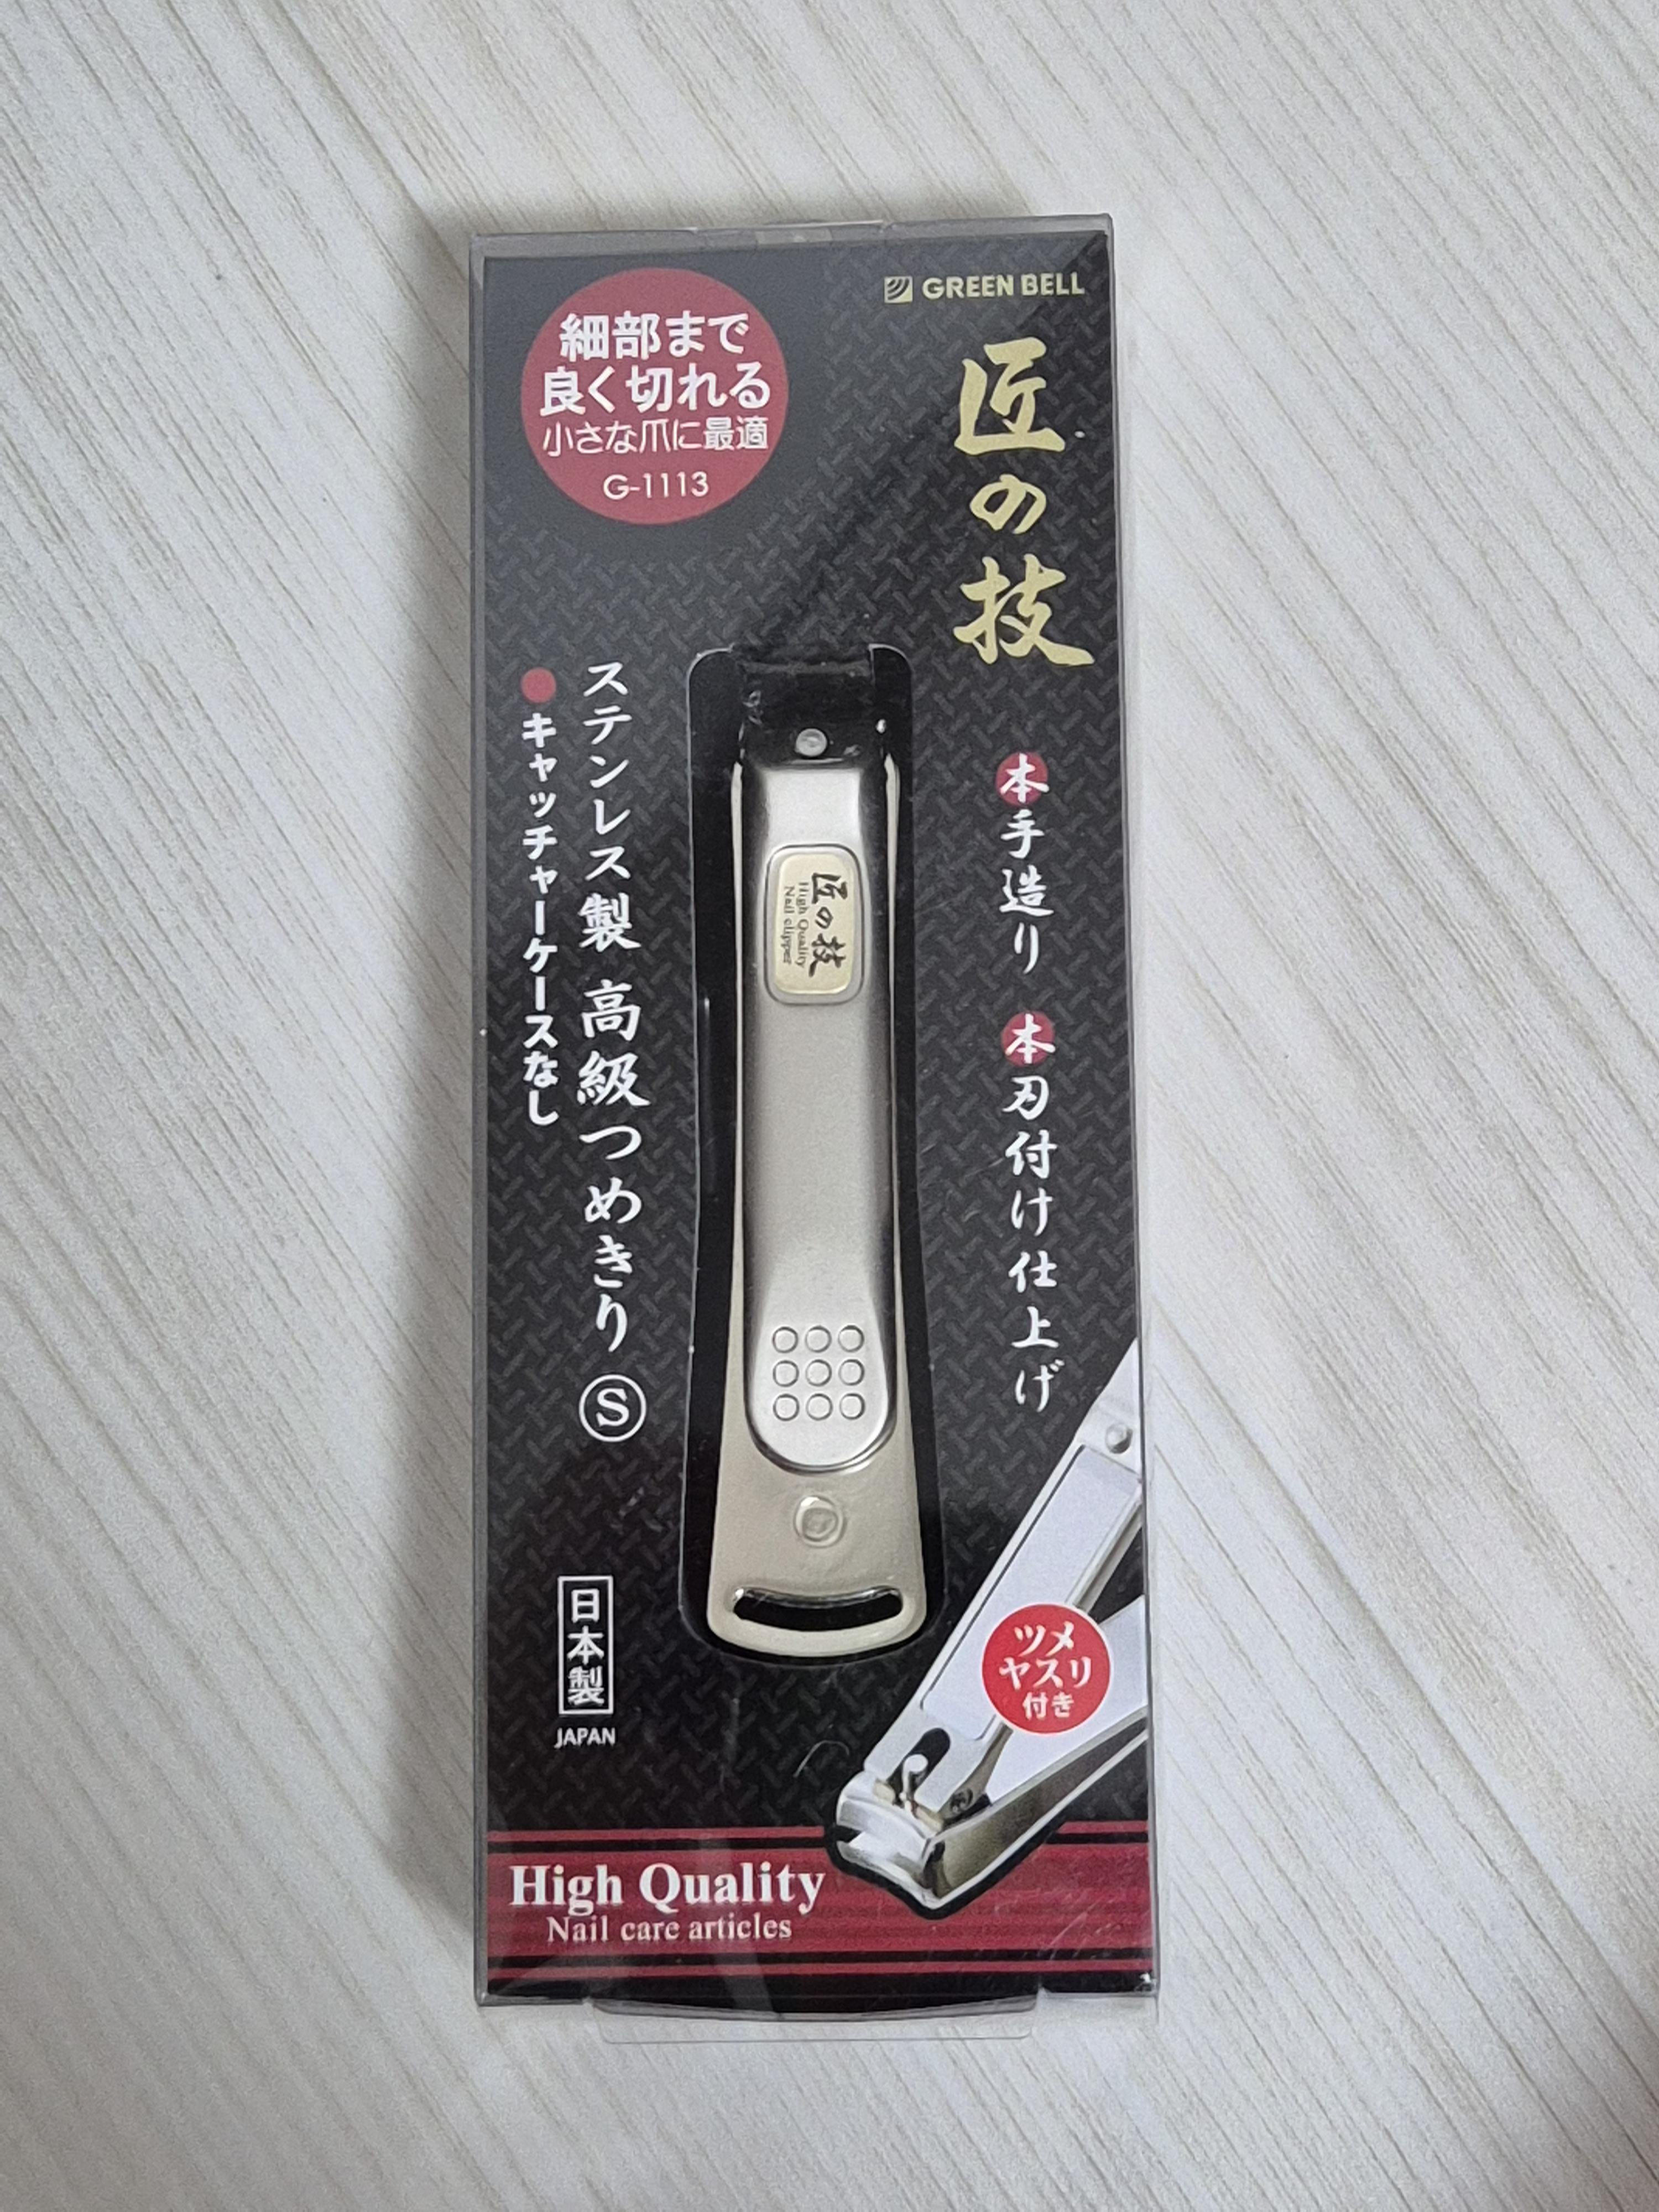 GREEN BELL
匠の技
細部まで
良く切れる
小さな爪に最適
G-1113
本手造り 本刃付け仕上げ
ステンレス製 高級つめきり Ⓢ
●キャッチャーケースなし
匠の技
High Quality
Nail clipper
日本製
JAPAN
ツメ
ヤスリ
付き
High Quality
Nail care articles